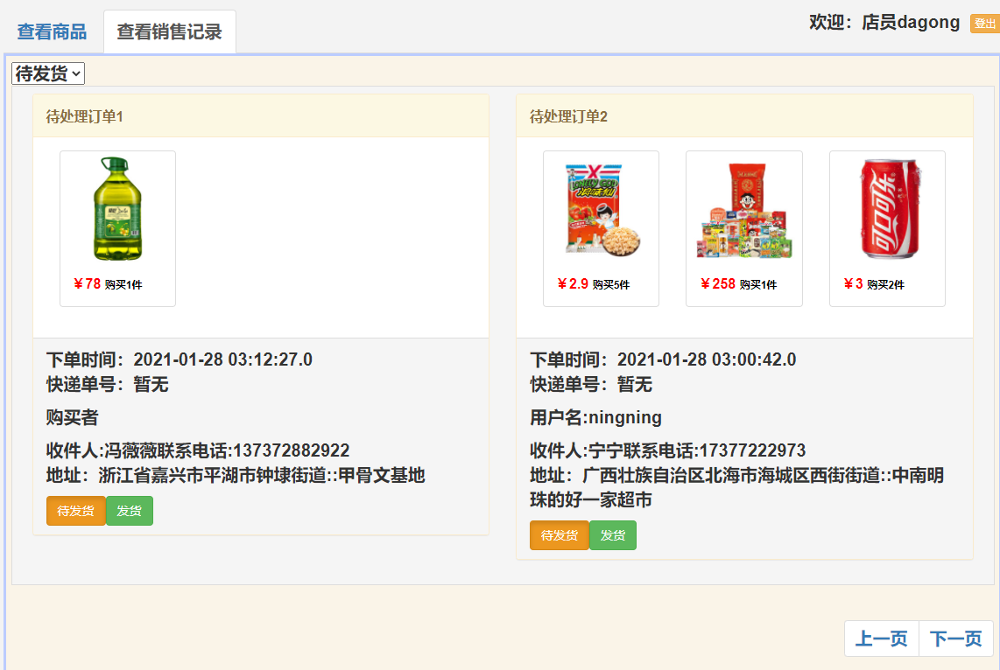 查看商品
查看销售记录
欢迎：店员dagong
登出
待发货
待处理订单1
￥78 购买1件
下单时间：2021-01-28 03:12:27.0
快递单号：暂无
购买者
收件人:冯薇薇联系电话:137372882922
地址：浙江省嘉兴市平湖市钟埭街道::甲骨文基地
待发货
发货
待处理订单2
￥2.9 购买5件
￥258 购买1件
可口可乐
￥3 购买2件
下单时间：2021-01-28 03:00:42.0
快递单号：暂无
用户名:ningning
收件人:宁宁联系电话:17377222973
地址：广西壮族自治区北海市海城区西街街道::中南明
珠的好一家超市
待发货
发货
上一页
下一页